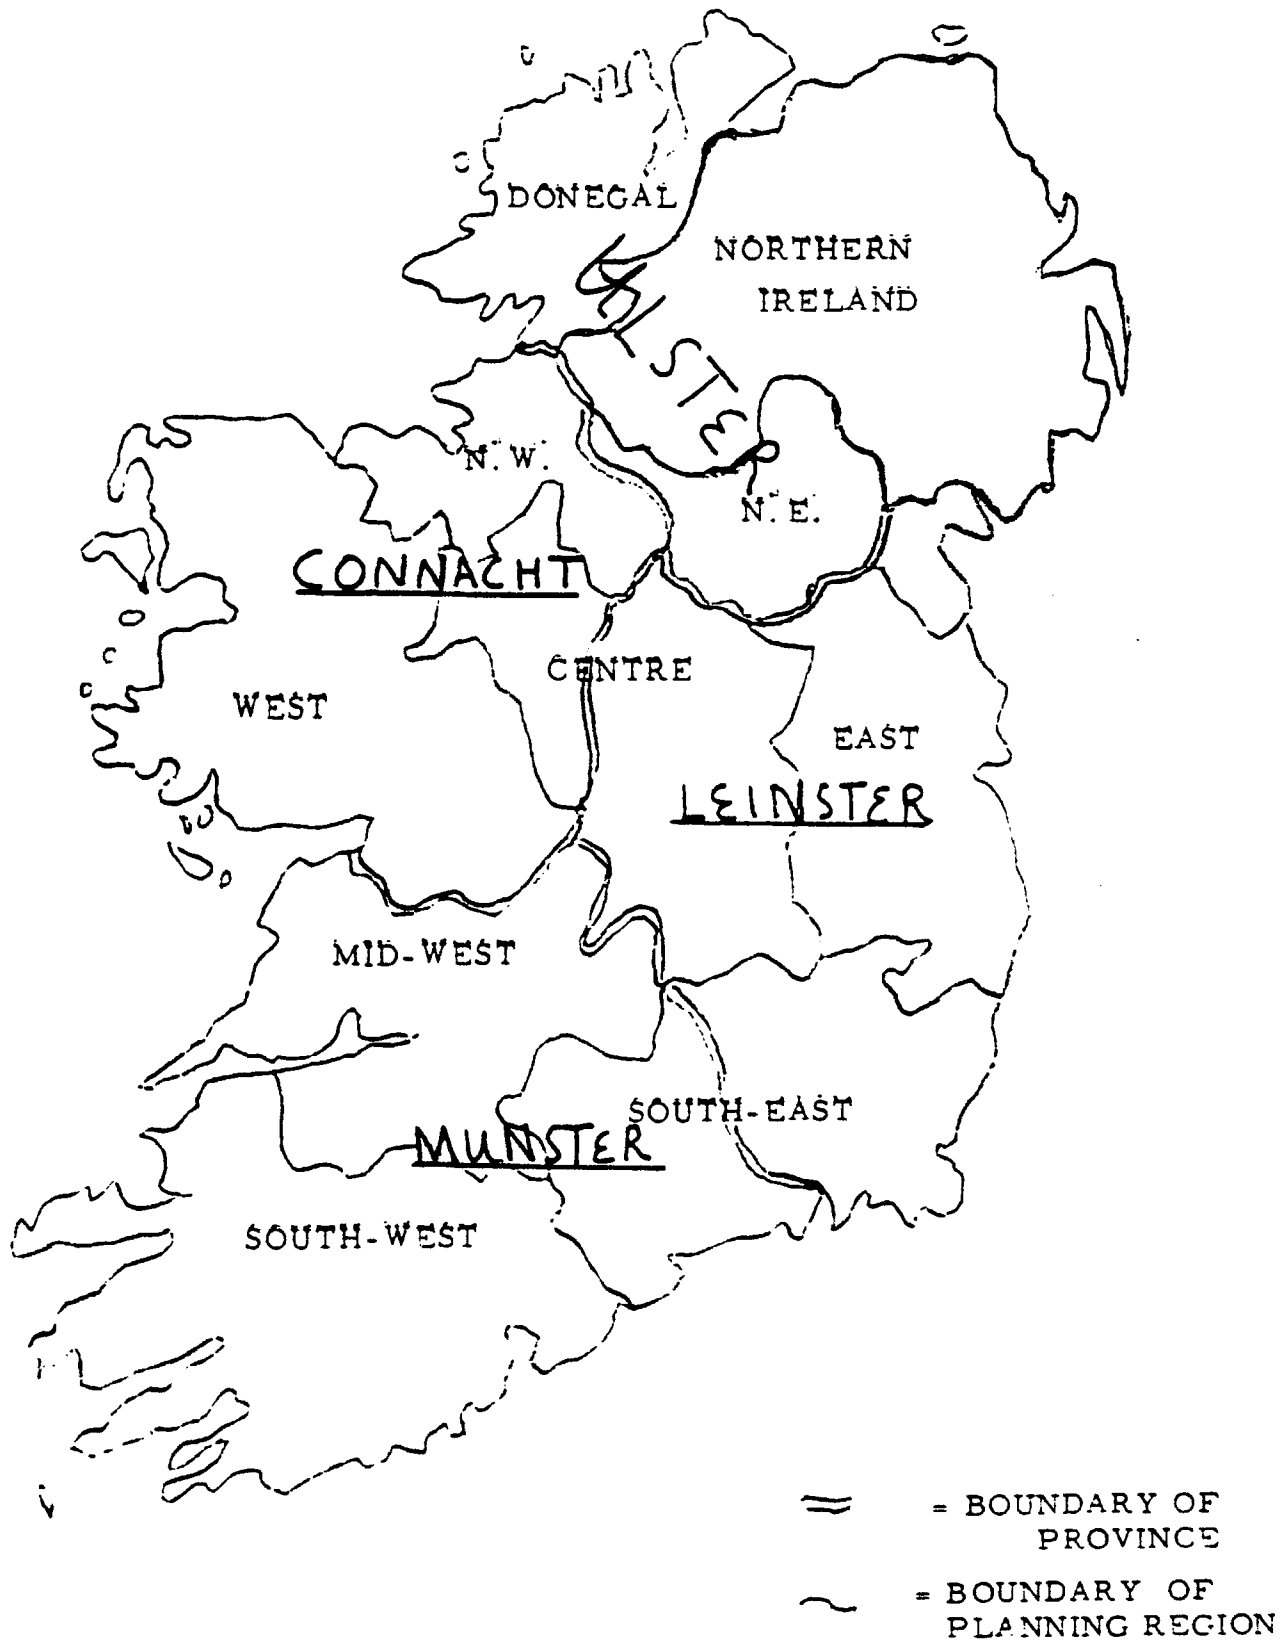 DONEGAL
NORTHERN
IRELAND
ULSTER
N.W.
N.E.
CONNACHT
CENTRE
WEST
EAST
LEINSTER
MID-WEST
SOUTH-EAST
MUNSTER
SOUTH-WEST
= BOUNDARY OF
PROVINCE
= BOUNDARY OF
PLANNING REGION